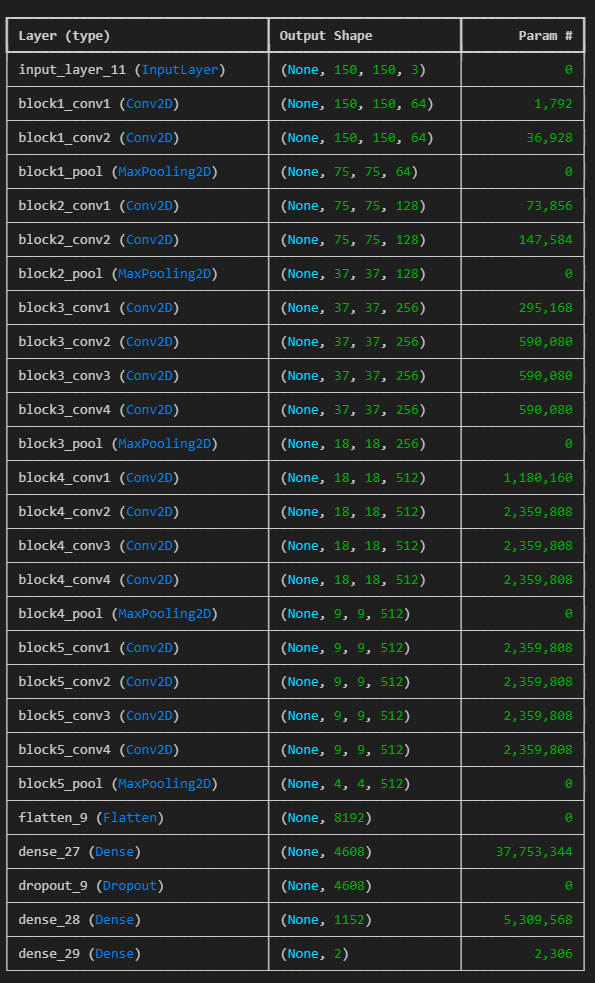 Layer (type) Output Shape Param #
input_layer_11 (InputLayer) (None, 150, 150, 3) 0
block1_conv1 (Conv2D) (None, 150, 150, 64) 1,792
block1_conv2 (Conv2D) (None, 150, 150, 64) 36,928
block1_pool (MaxPooling2D) (None, 75, 75, 64) 0
block2_conv1 (Conv2D) (None, 75, 75, 128) 73,856
block2_conv2 (Conv2D) (None, 75, 75, 128) 147,584
block2_pool (MaxPooling2D) (None, 37, 37, 128) 0
block3_conv1 (Conv2D) (None, 37, 37, 256) 295,168
block3_conv2 (Conv2D) (None, 37, 37, 256) 590,080
block3_conv3 (Conv2D) (None, 37, 37, 256) 590,080
block3_conv4 (Conv2D) (None, 37, 37, 256) 590,080
block3_pool (MaxPooling2D) (None, 18, 18, 256) 0
block4_conv1 (Conv2D) (None, 18, 18, 512) 1,180,160
block4_conv2 (Conv2D) (None, 18, 18, 512) 2,359,808
block4_conv3 (Conv2D) (None, 18, 18, 512) 2,359,808
block4_conv4 (Conv2D) (None, 18, 18, 512) 2,359,808
block4_pool (MaxPooling2D) (None, 9, 9, 512) 0
block5_conv1 (Conv2D) (None, 9, 9, 512) 2,359,808
block5_conv2 (Conv2D) (None, 9, 9, 512) 2,359,808
block5_conv3 (Conv2D) (None, 9, 9, 512) 2,359,808
block5_conv4 (Conv2D) (None, 9, 9, 512) 2,359,808
block5_pool (MaxPooling2D) (None, 4, 4, 512) 0
flatten_9 (Flatten) (None, 8192) 0
dense_27 (Dense) (None, 4608) 37,753,344
dropout_9 (Dropout) (None, 4608) 0
dense_28 (Dense) (None, 1152) 5,309,568
dense_29 (Dense) (None, 2) 2,306